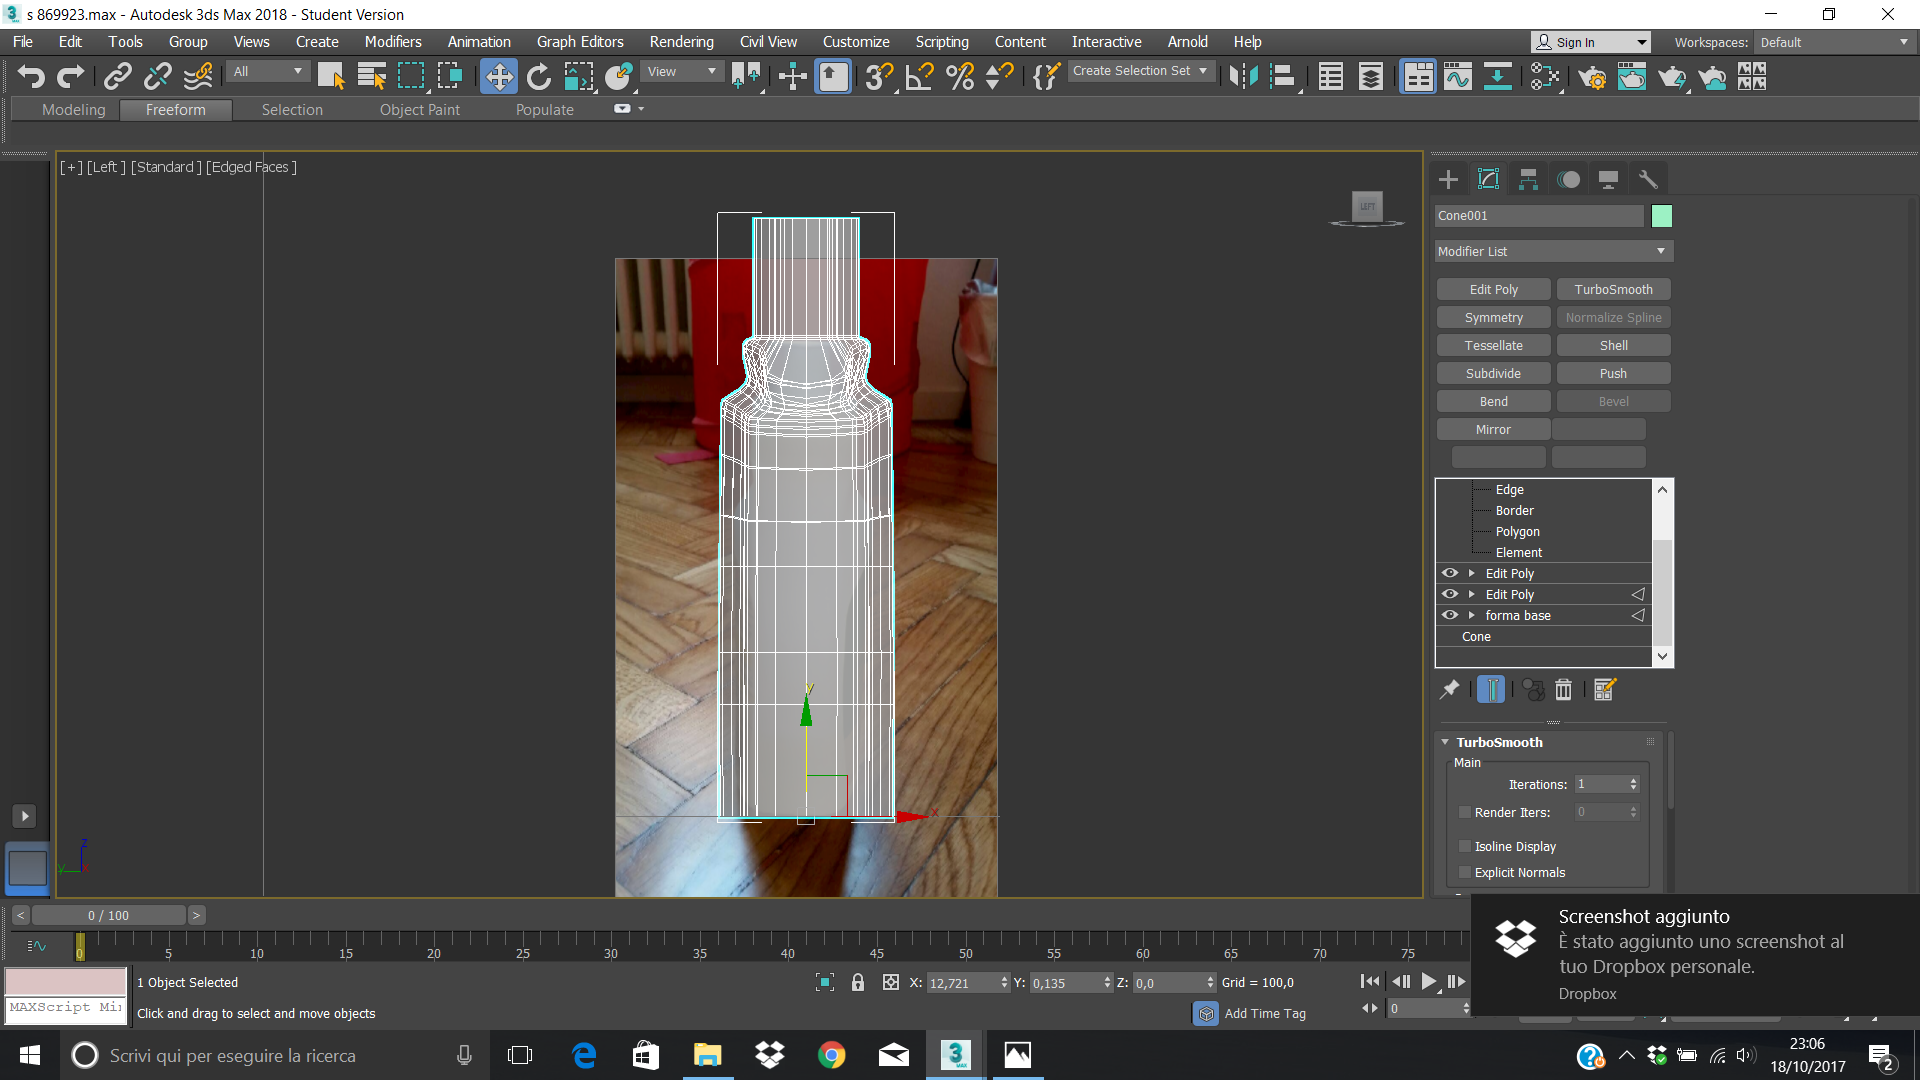 s 869923.max - Autodesk 3ds Max 2018 - Student Version
File Edit Tools Group Views Create Modifiers Animation Graph Editors Rendering Civil View Customize Scripting Content Interactive Arnold Help
Sign In
Workspaces: Default
All
View
Create Selection Set
Modeling Freeform Selection Object Paint Populate
[+] [Left ] [Standard ] [Edged Faces ]
LEFT
Cone001
Modifier List
Edit Poly TurboSmooth
Symmetry Normalize Spline
Tessellate Shell
Subdivide Push
Bend Bevel
Mirror
Edge
Border
Polygon
Element
Edit Poly
Edit Poly
forma base
Cone
TurboSmooth
Main
Iterations: 1
Render Iters: 0
Isoline Display
Explicit Normals
y
x
z
y
x
< 0 / 100 >
0 5 10 15 20 25 30 35 40 45 50 55 60 65 70 75
Screenshot aggiunto
È stato aggiunto uno screenshot al
tuo Dropbox personale.
Dropbox
1 Object Selected
X: 12,721 Y: 0,135 Z: 0,0 Grid = 100,0
MAXScript Mi
Click and drag to select and move objects
Add Time Tag
0
Scrivi qui per eseguire la ricerca
3
MAX
23:06
18/10/2017
2